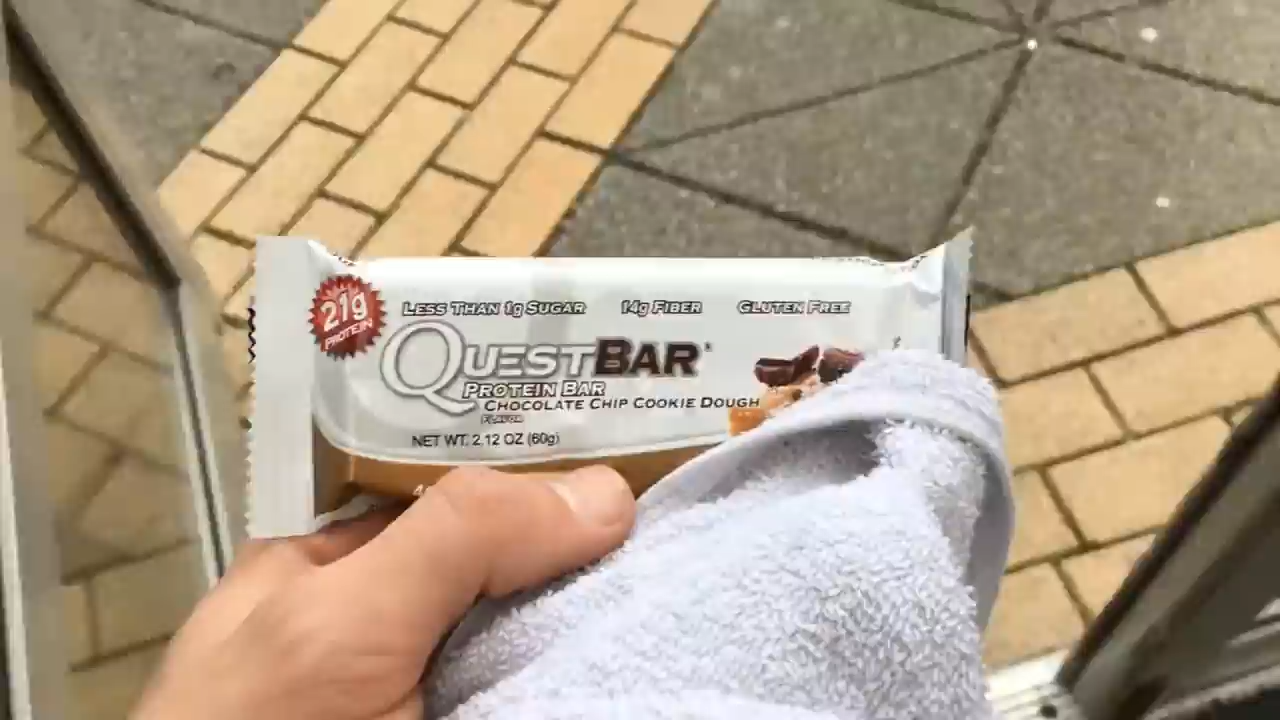 21g
PROTEIN
LESS THAN 1g SUGAR 14g FIBER GLUTEN FREE
QUESTBAR
PROTEIN BAR
CHOCOLATE CHIP COOKIE DOUGH
FLAVOR
NET WT. 2.12 OZ (60g)